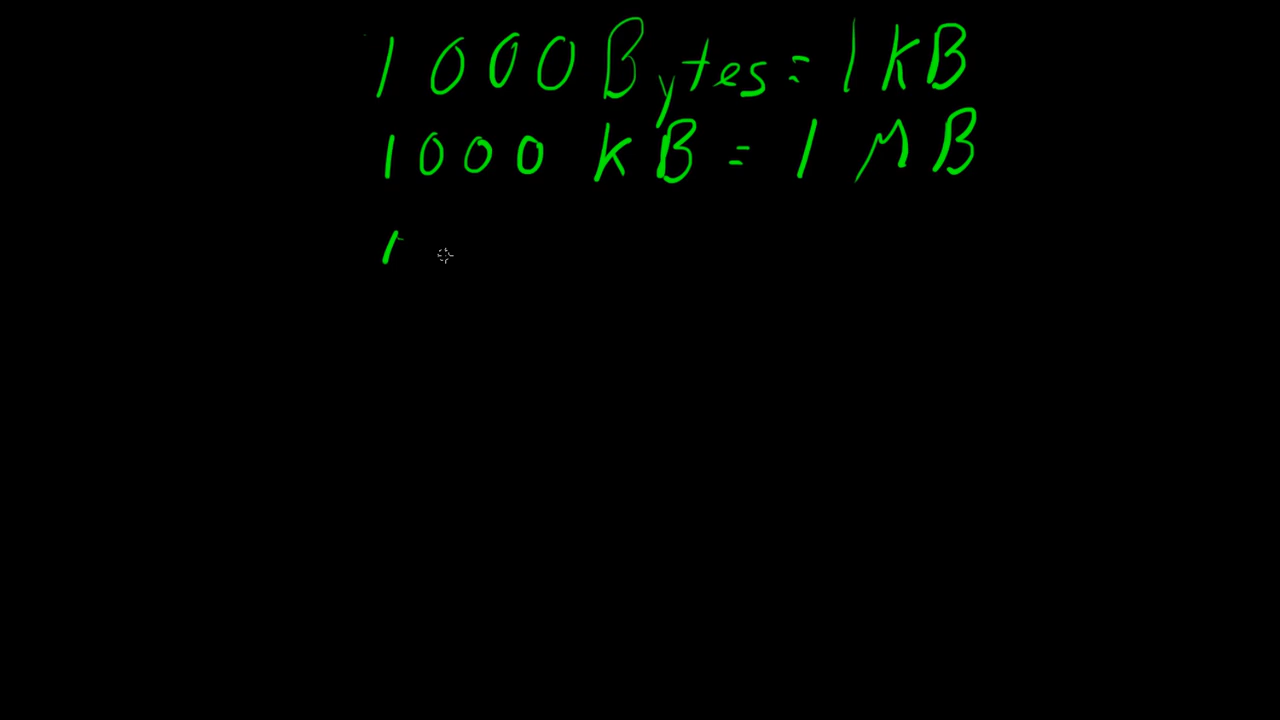 1000 Bytes = 1 kB
1000 kB = 1 MB
1